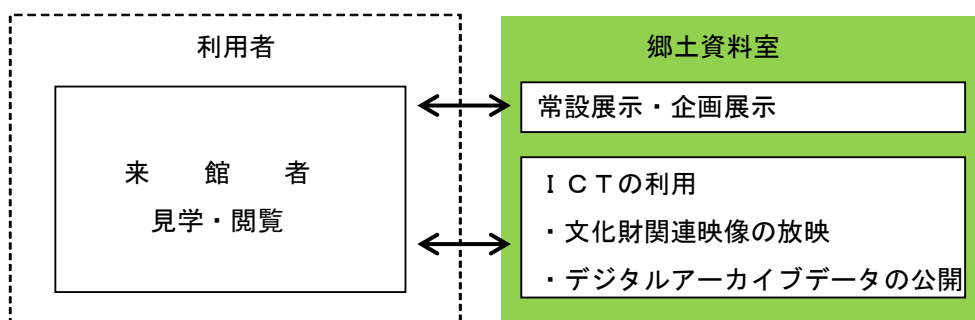 利用者
来　館　者
見学・閲覧
郷土資料室
常設展示・企画展示
ＩＣＴの利用
・文化財関連映像の放映
・デジタルアーカイブデータの公開